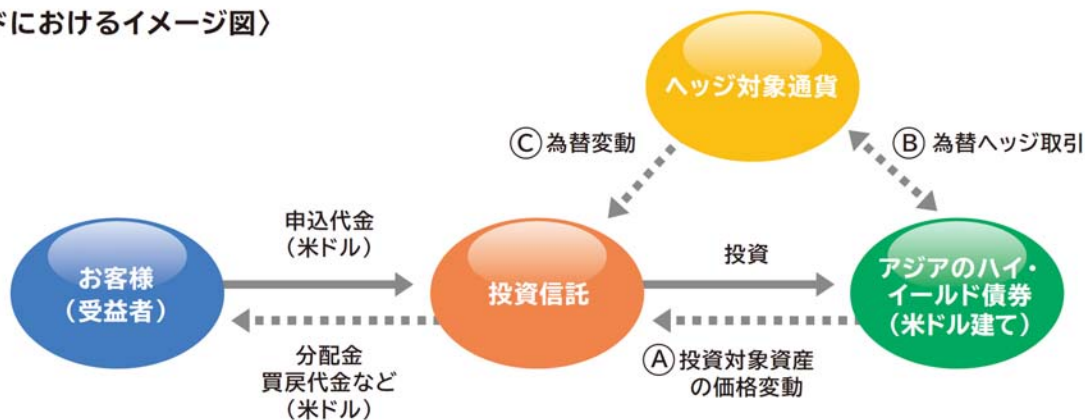 ドにおけるイメージ図〉
ヘッジ対象通貨
Ⓒ 為替変動
Ⓑ 為替ヘッジ取引
申込代金
（米ドル）
投資
お客様
（受益者）
投資信託
アジアのハイ・
イールド債券
（米ドル建て）
分配金
買戻代金など
（米ドル）
Ⓐ 投資対象資産
の価格変動